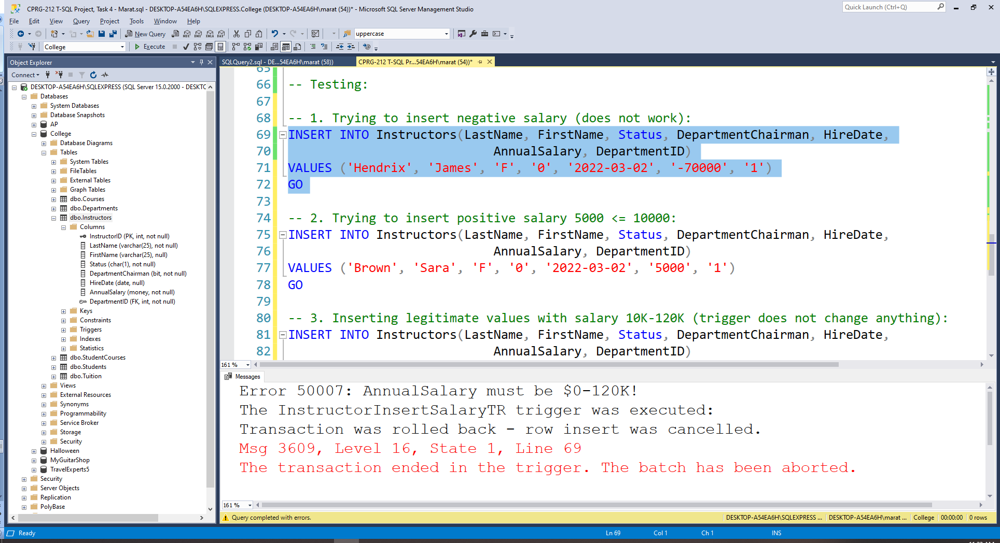 CPRG-212 T-SQL Project, Task 4 - Marat.sql - DESKTOP-A54EA6H\SQLEXPRESS.College (DESKTOP-A54EA6H\marat (54))* - Microsoft SQL Server Management Studio
Quick Launch (Ctrl+Q)
File Edit View Query Project Tools Window Help
New Query MDX DMX XMLA DAX uppercase
College Execute
Object Explorer
SQLQuery2.sql - DE...54EA6H\marat (58))
CPRG-212 T-SQL Pr...54EA6H\marat (54))*
Connect
DESKTOP-A54EA6H\SQLEXPRESS (SQL Server 15.0.2000 - DESKTC
Databases
System Databases
Database Snapshots
AP
College
Database Diagrams
Tables
System Tables
FileTables
External Tables
Graph Tables
dbo.Courses
dbo.Departments
dbo.Instructors
Columns
InstructorID (PK, int, not null)
LastName (varchar(25), not null)
FirstName (varchar(25), null)
Status (char(1), not null)
DepartmentChairman (bit, not null)
HireDate (date, null)
AnnualSalary (money, not null)
DepartmentID (FK, int, not null)
Keys
Constraints
Triggers
Indexes
Statistics
dbo.StudentCourses
dbo.Students
dbo.Tuition
Views
External Resources
Synonyms
Programmability
Service Broker
Storage
Security
Halloween
MyGuitarShop
TravelExperts5
Security
Server Objects
Replication
PolyBase
65
66 -- Testing:
67
68 -- 1. Trying to insert negative salary (does not work):
69 INSERT INTO Instructors(LastName, FirstName, Status, DepartmentChairman, HireDate,
70 AnnualSalary, DepartmentID)
71 VALUES ('Hendrix', 'James', 'F', '0', '2022-03-02', '-70000', '1')
72 GO
73
74 -- 2. Trying to insert positive salary 5000 <= 10000:
75 INSERT INTO Instructors(LastName, FirstName, Status, DepartmentChairman, HireDate,
76 AnnualSalary, DepartmentID)
77 VALUES ('Brown', 'Sara', 'F', '0', '2022-03-02', '5000', '1')
78 GO
79
80 -- 3. Inserting legitimate values with salary 10K-120K (trigger does not change anything):
81 INSERT INTO Instructors(LastName, FirstName, Status, DepartmentChairman, HireDate,
82 AnnualSalary, DepartmentID)
161 %
Messages
Error 50007: AnnualSalary must be $0-120K!
The InstructorInsertSalaryTR trigger was executed:
Transaction was rolled back - row insert was cancelled.
Msg 3609, Level 16, State 1, Line 69
The transaction ended in the trigger. The batch has been aborted.
161 %
Query completed with errors.
DESKTOP-A54EA6H\SQLEXPRESS ... DESKTOP-A54EA6H\marat ... College 00:00:00 0 rows
Ready
Ln 69 Col 1 Ch 1 INS